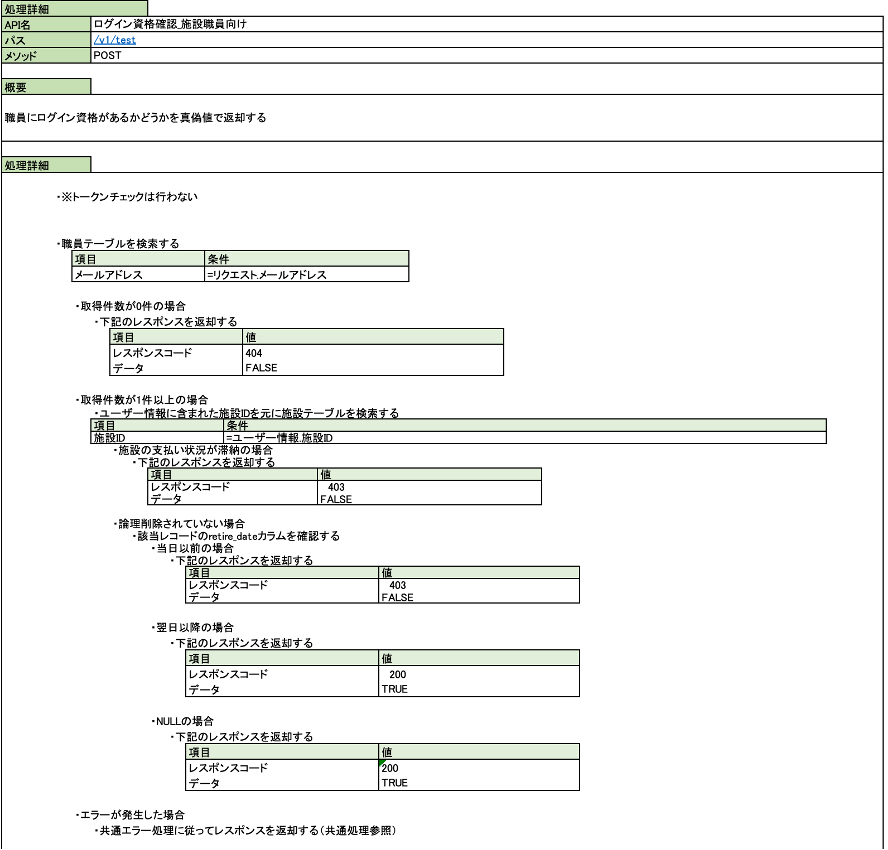 処理詳細
API名 ログイン資格確認_施設職員向け
パス /v1/test
メソッド POST
概要
職員にログイン資格があるかどうかを真偽値で返却する
処理詳細
・※トークンチェックは行わない
・職員テーブルを検索する
項目 条件
メールアドレス =リクエスト.メールアドレス
・取得件数が0件の場合
・下記のレスポンスを返却する
項目 値
レスポンスコード 404
データ FALSE
・取得件数が1件以上の場合
・ユーザー情報に含まれた施設IDを元に施設テーブルを検索する
項目 条件
施設ID =ユーザー情報.施設ID
・施設の支払い状況が滞納の場合
・下記のレスポンスを返却する
項目 値
レスポンスコード 403
データ FALSE
・論理削除されていない場合
・該当レコードのretire_dateカラムを確認する
・当日以前の場合
・下記のレスポンスを返却する
項目 値
レスポンスコード 403
データ FALSE
・翌日以降の場合
・下記のレスポンスを返却する
項目 値
レスポンスコード 200
データ TRUE
・NULLの場合
・下記のレスポンスを返却する
項目 値
レスポンスコード 200
データ TRUE
・エラーが発生した場合
・共通エラー処理に従ってレスポンスを返却する(共通処理参照)